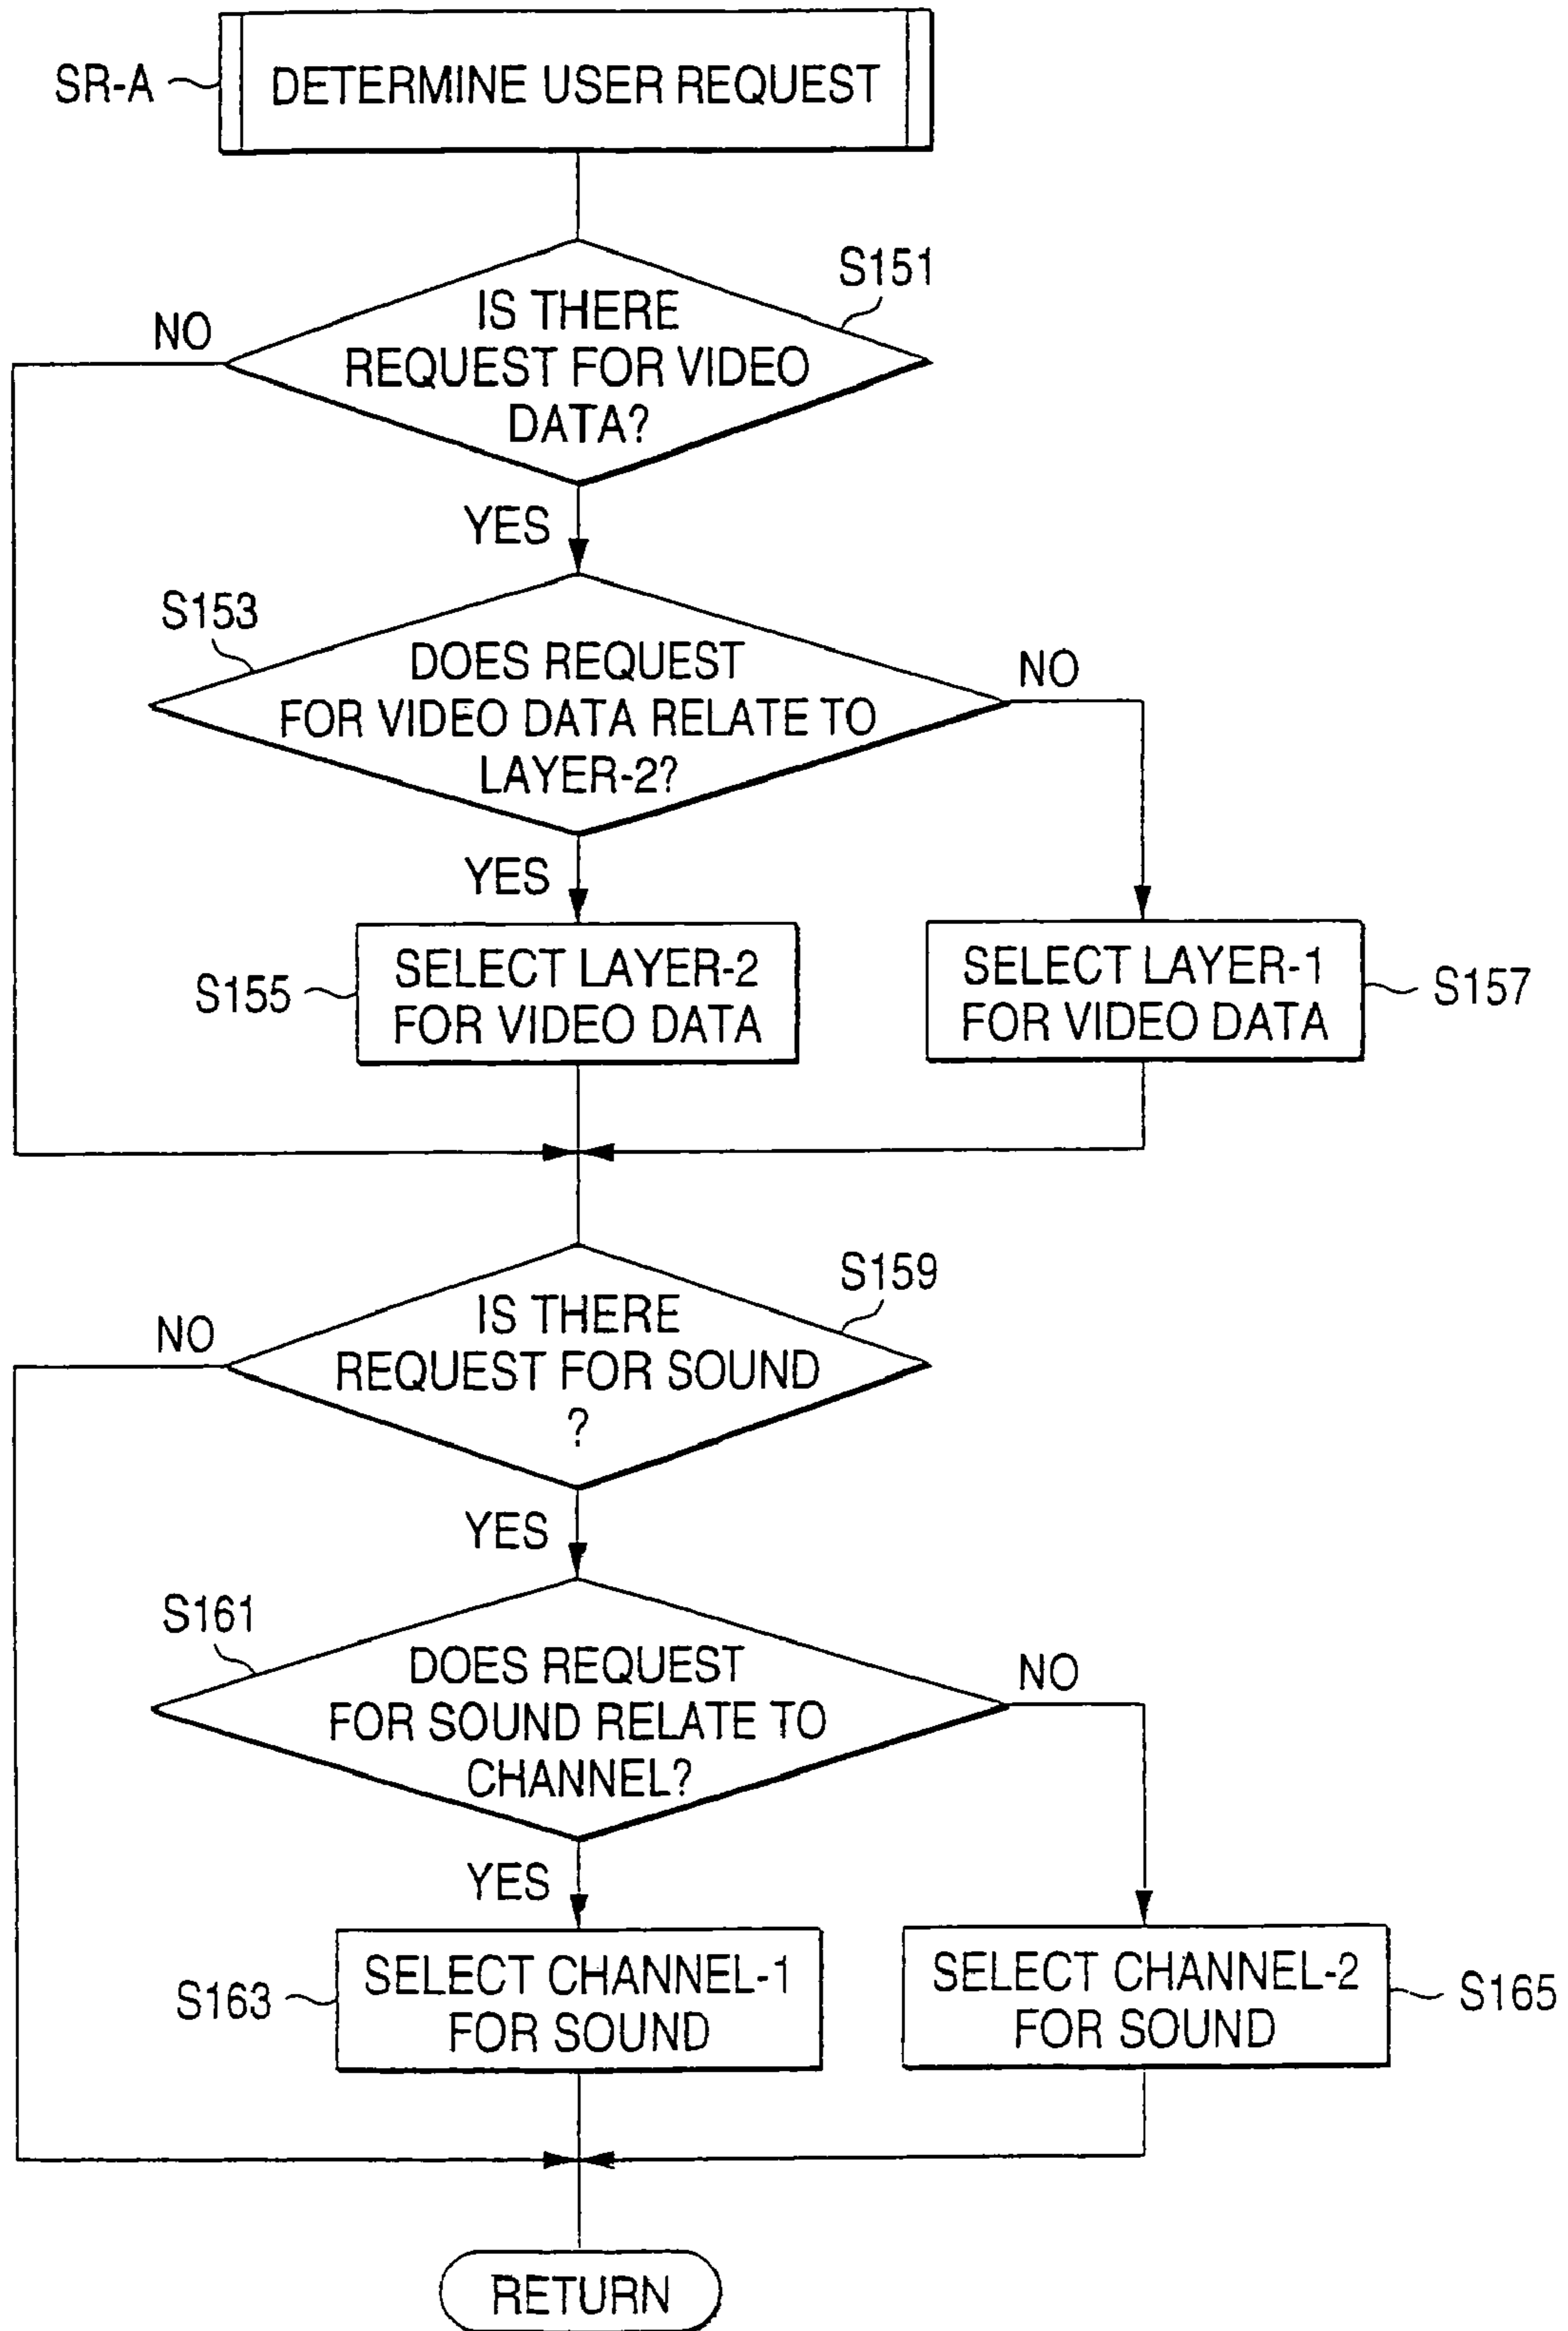 SR-A
DETERMINE USER REQUEST
S151
IS THERE
REQUEST FOR VIDEO
DATA?
NO
YES
S153
DOES REQUEST
FOR VIDEO DATA RELATE TO
LAYER-2?
NO
YES
S155
SELECT LAYER-2
FOR VIDEO DATA
SELECT LAYER-1
FOR VIDEO DATA
S157
S159
IS THERE
REQUEST FOR SOUND
?
NO
YES
S161
DOES REQUEST
FOR SOUND RELATE TO
CHANNEL?
NO
YES
S163
SELECT CHANNEL-1
FOR SOUND
SELECT CHANNEL-2
FOR SOUND
S165
RETURN